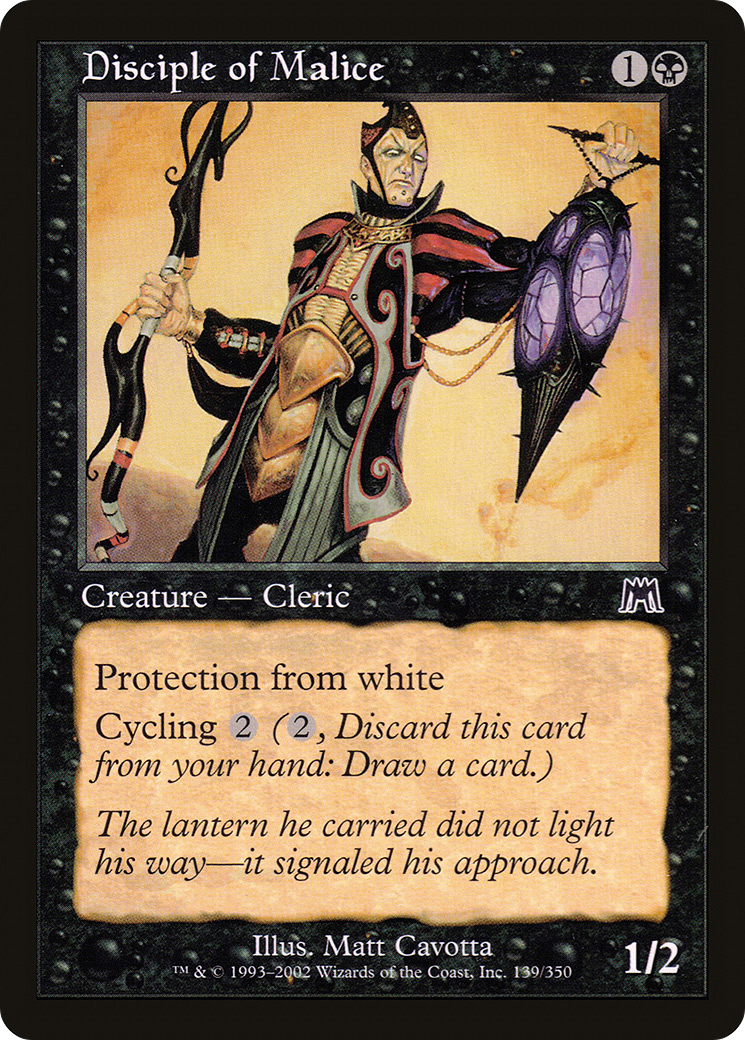 Disciple of Malice 1
Creature — Cleric
Protection from white
Cycling 2 (2, Discard this card
from your hand: Draw a card.)
The lantern he carried did not light
his way—it signaled his approach.
Illus. Matt Cavotta
™ & © 1993–2002 Wizards of the Coast, Inc. 139/350
1/2